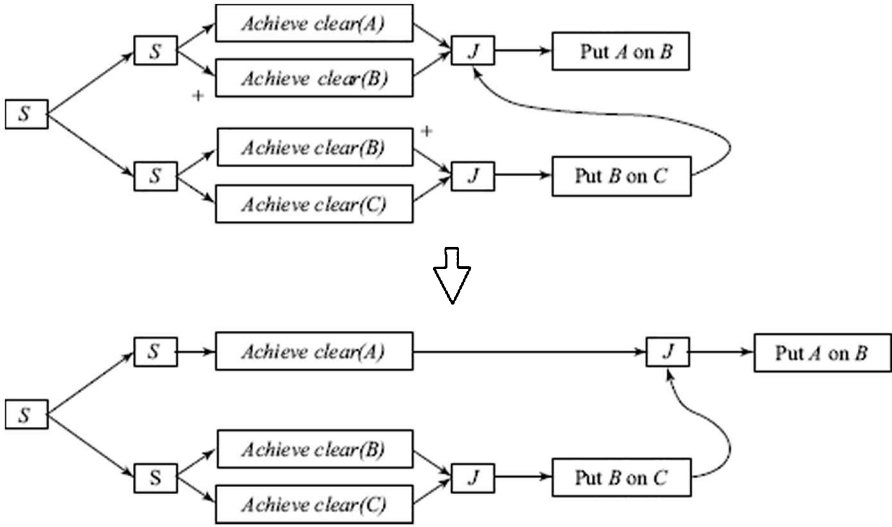 S
S
Achieve clear(A)
Achieve clear(B)
+
J
Put A on B
S
Achieve clear(B)
+
Achieve clear(C)
J
Put B on C
S
S
Achieve clear(A)
J
Put A on B
S
Achieve clear(B)
Achieve clear(C)
J
Put B on C